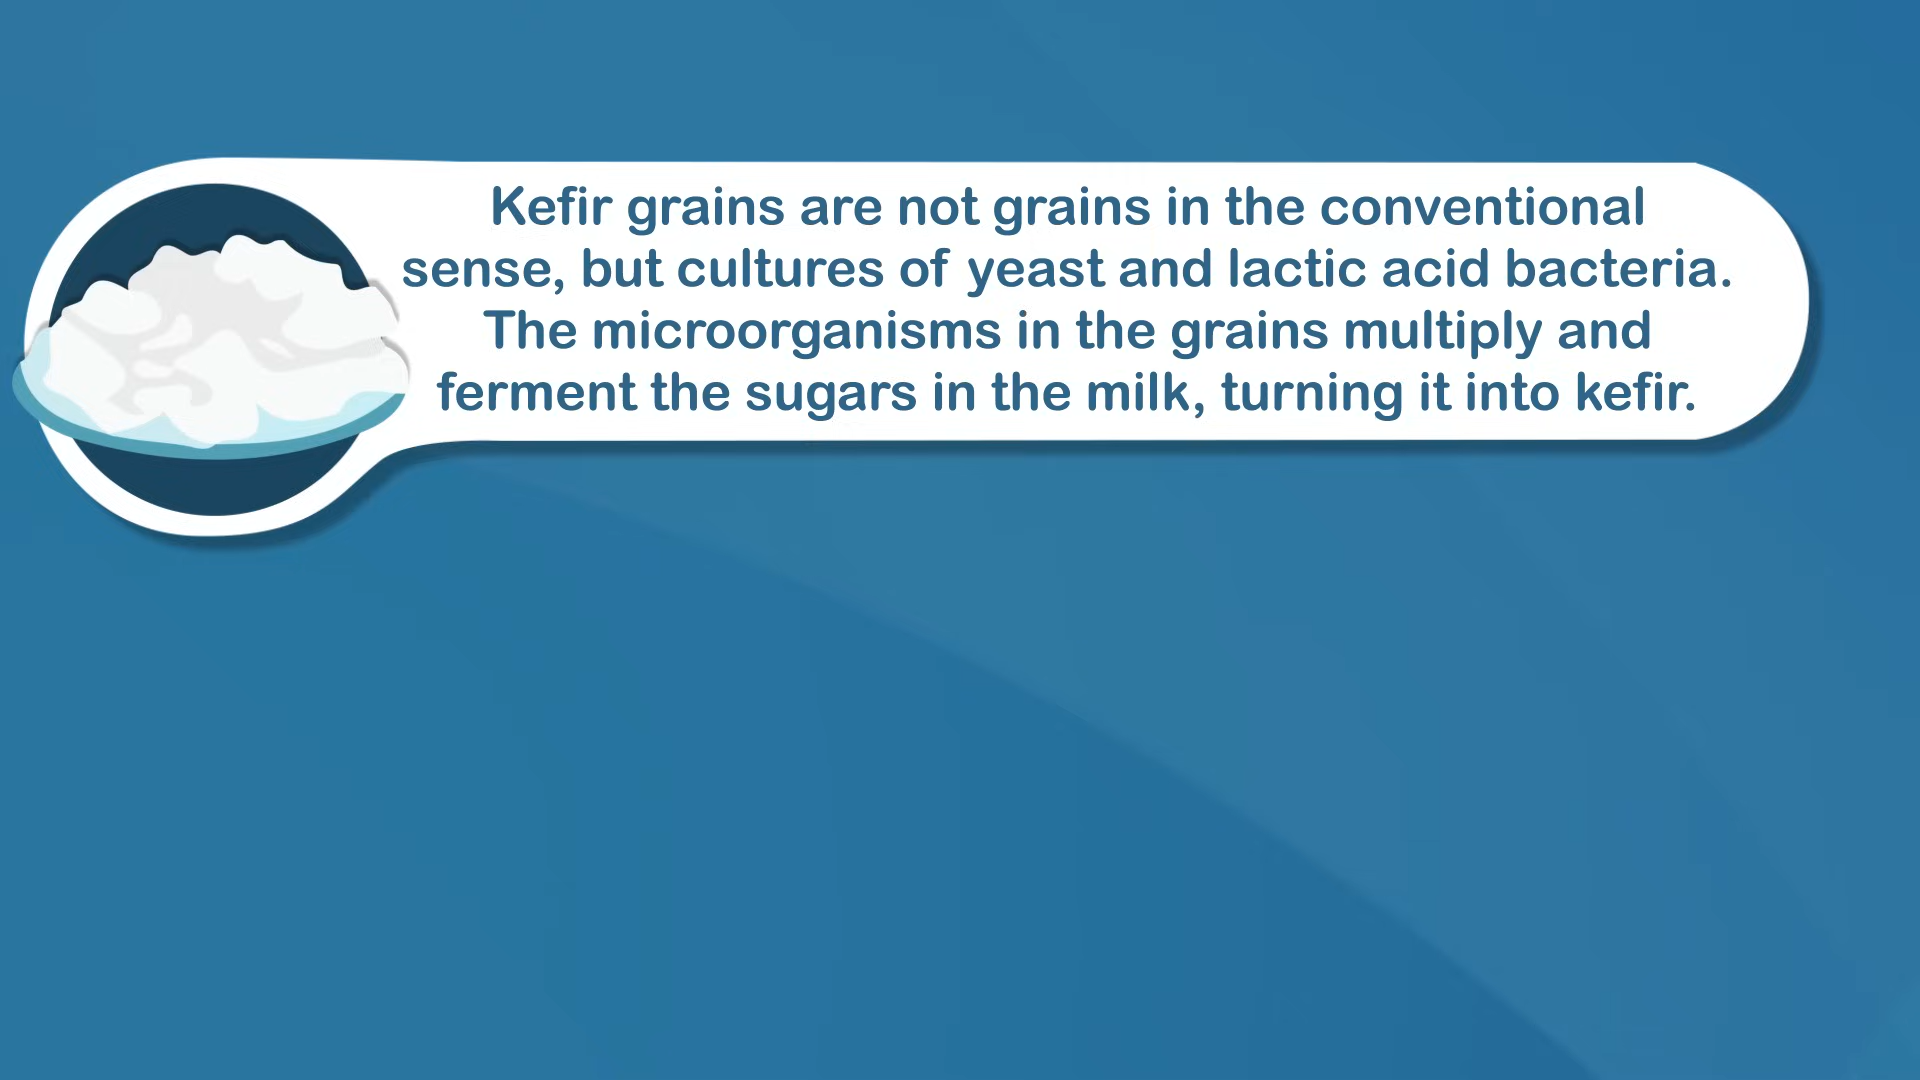 Kefir grains are not grains in the conventional
sense, but cultures of yeast and lactic acid bacteria.
The microorganisms in the grains multiply and
ferment the sugars in the milk, turning it into kefir.